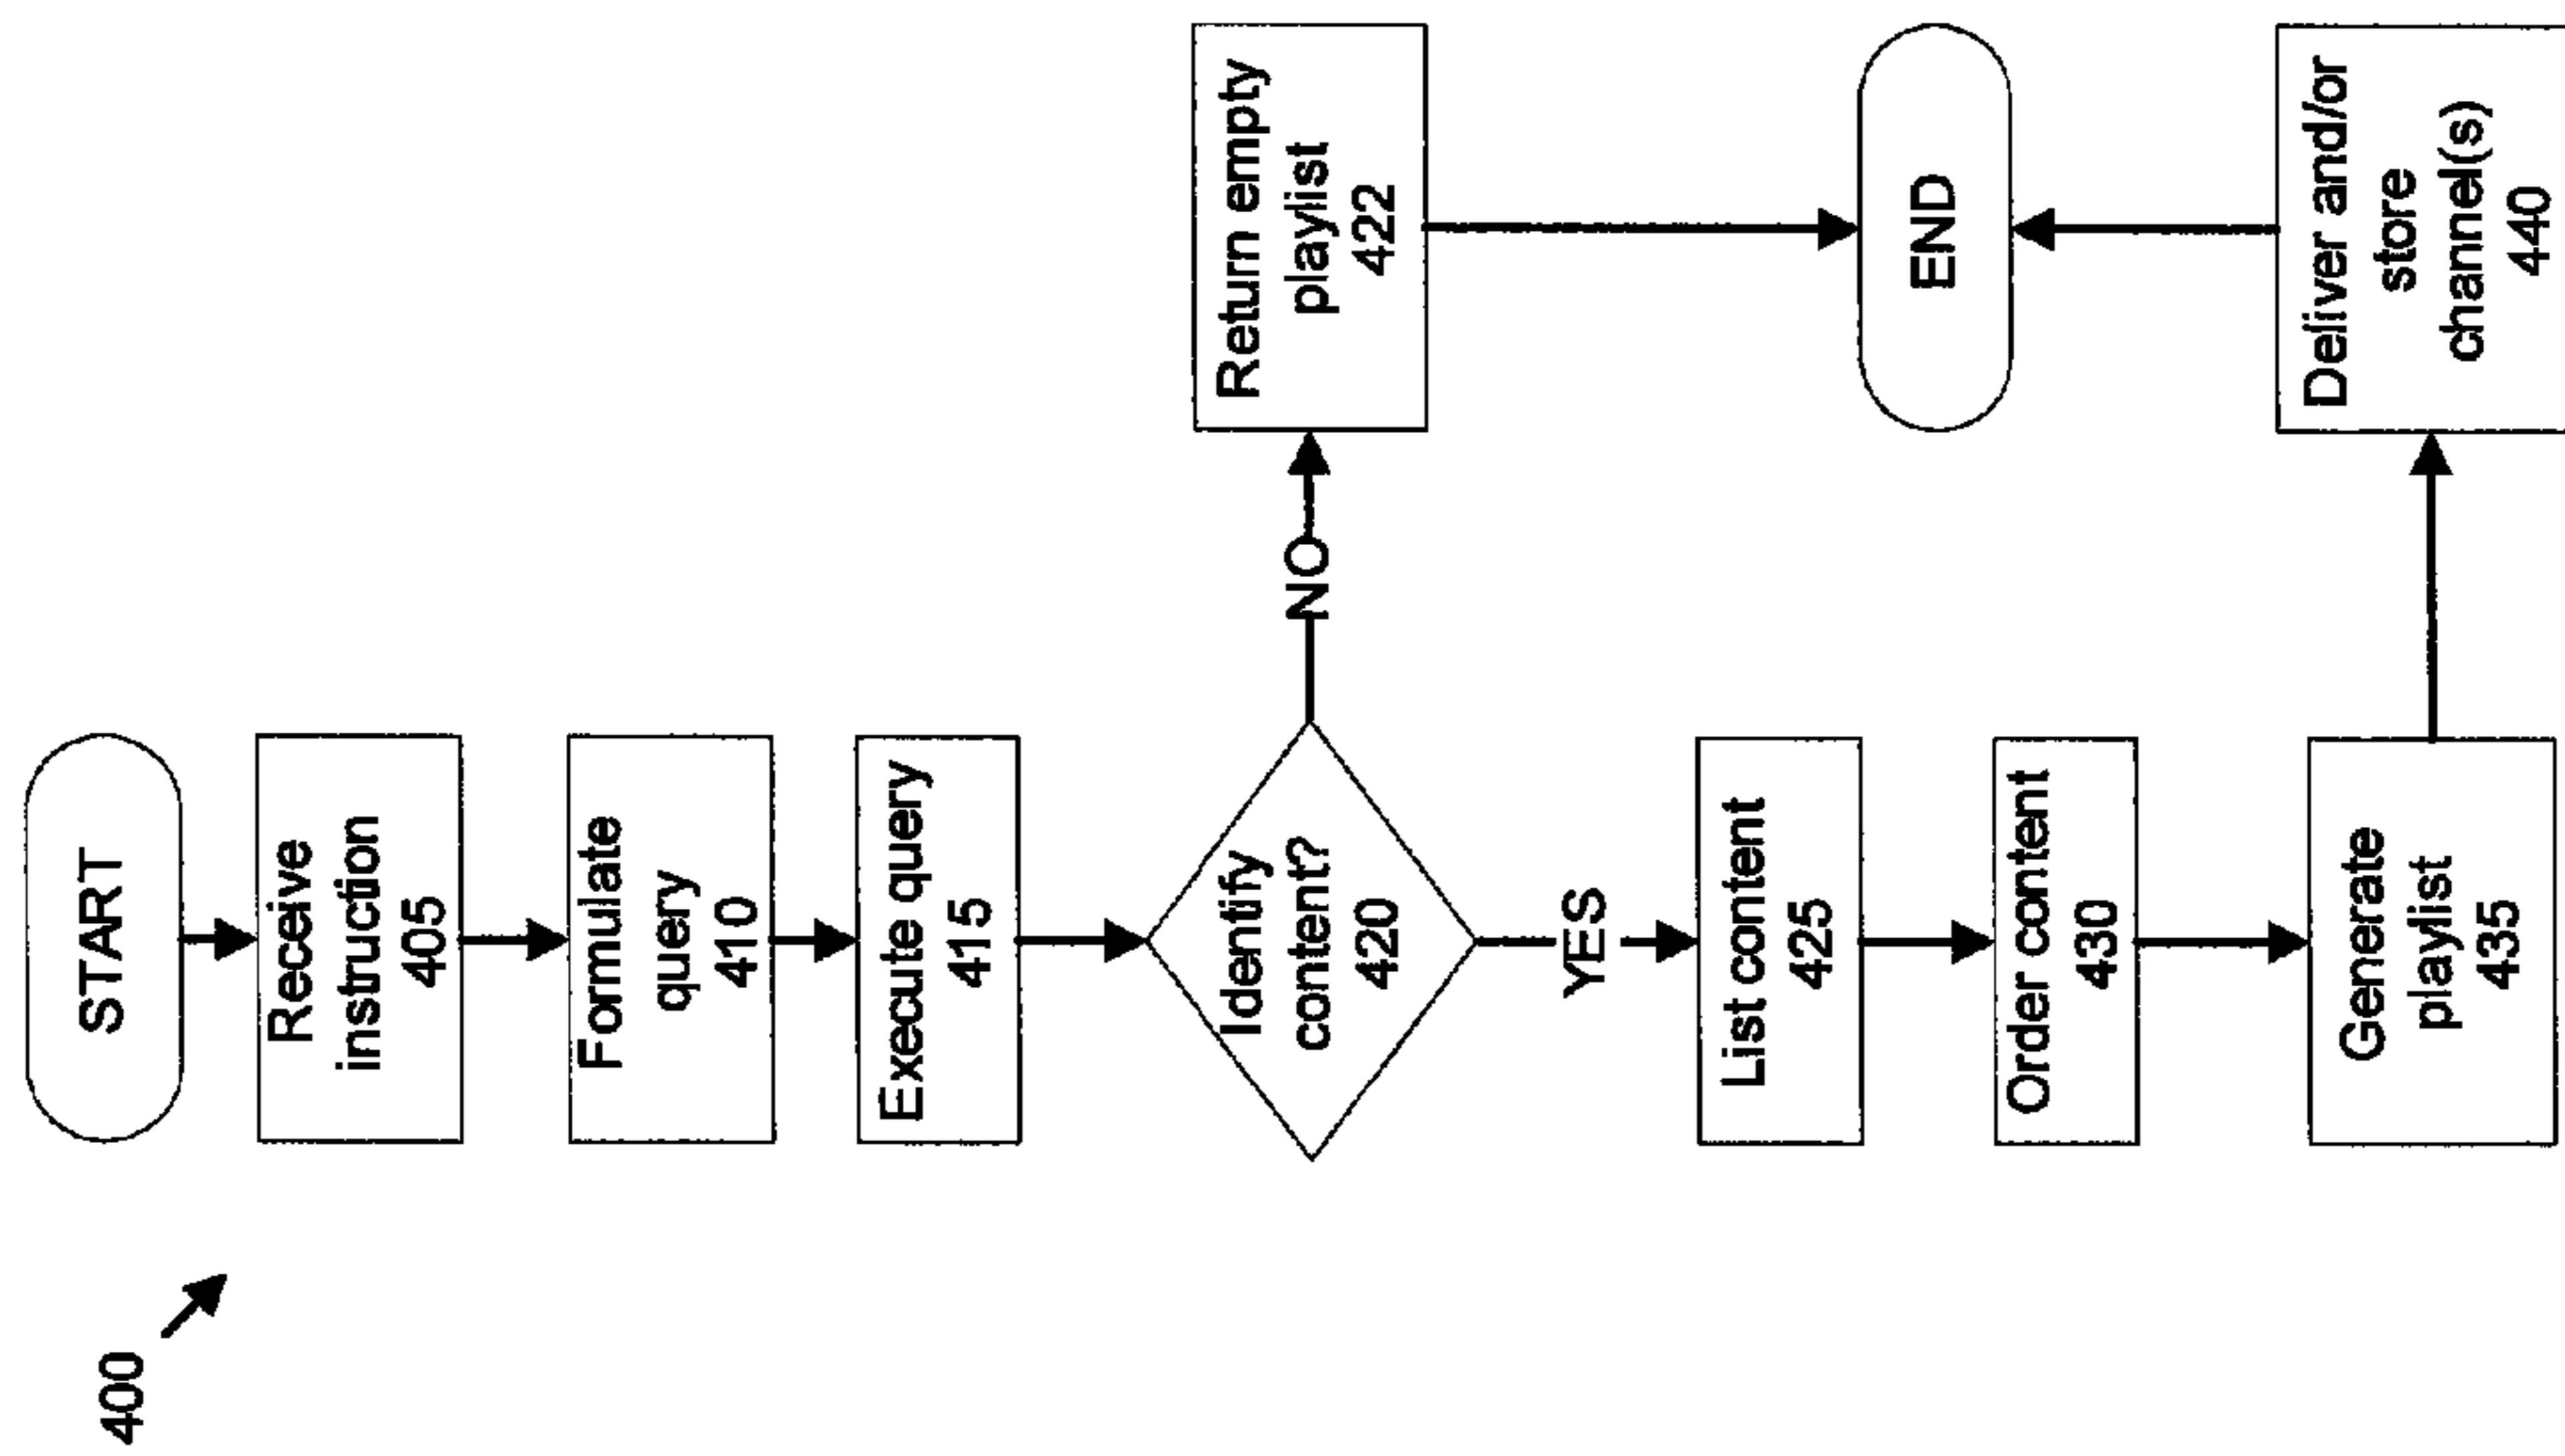 400
START
Receive
instruction
405
Formulate
query
410
Execute query
415
Identify
content?
420
NO
Return empty
playlist
422
YES
List content
425
Order content
430
Generate
playlist
435
Deliver and/or
store
channel(s)
440
END